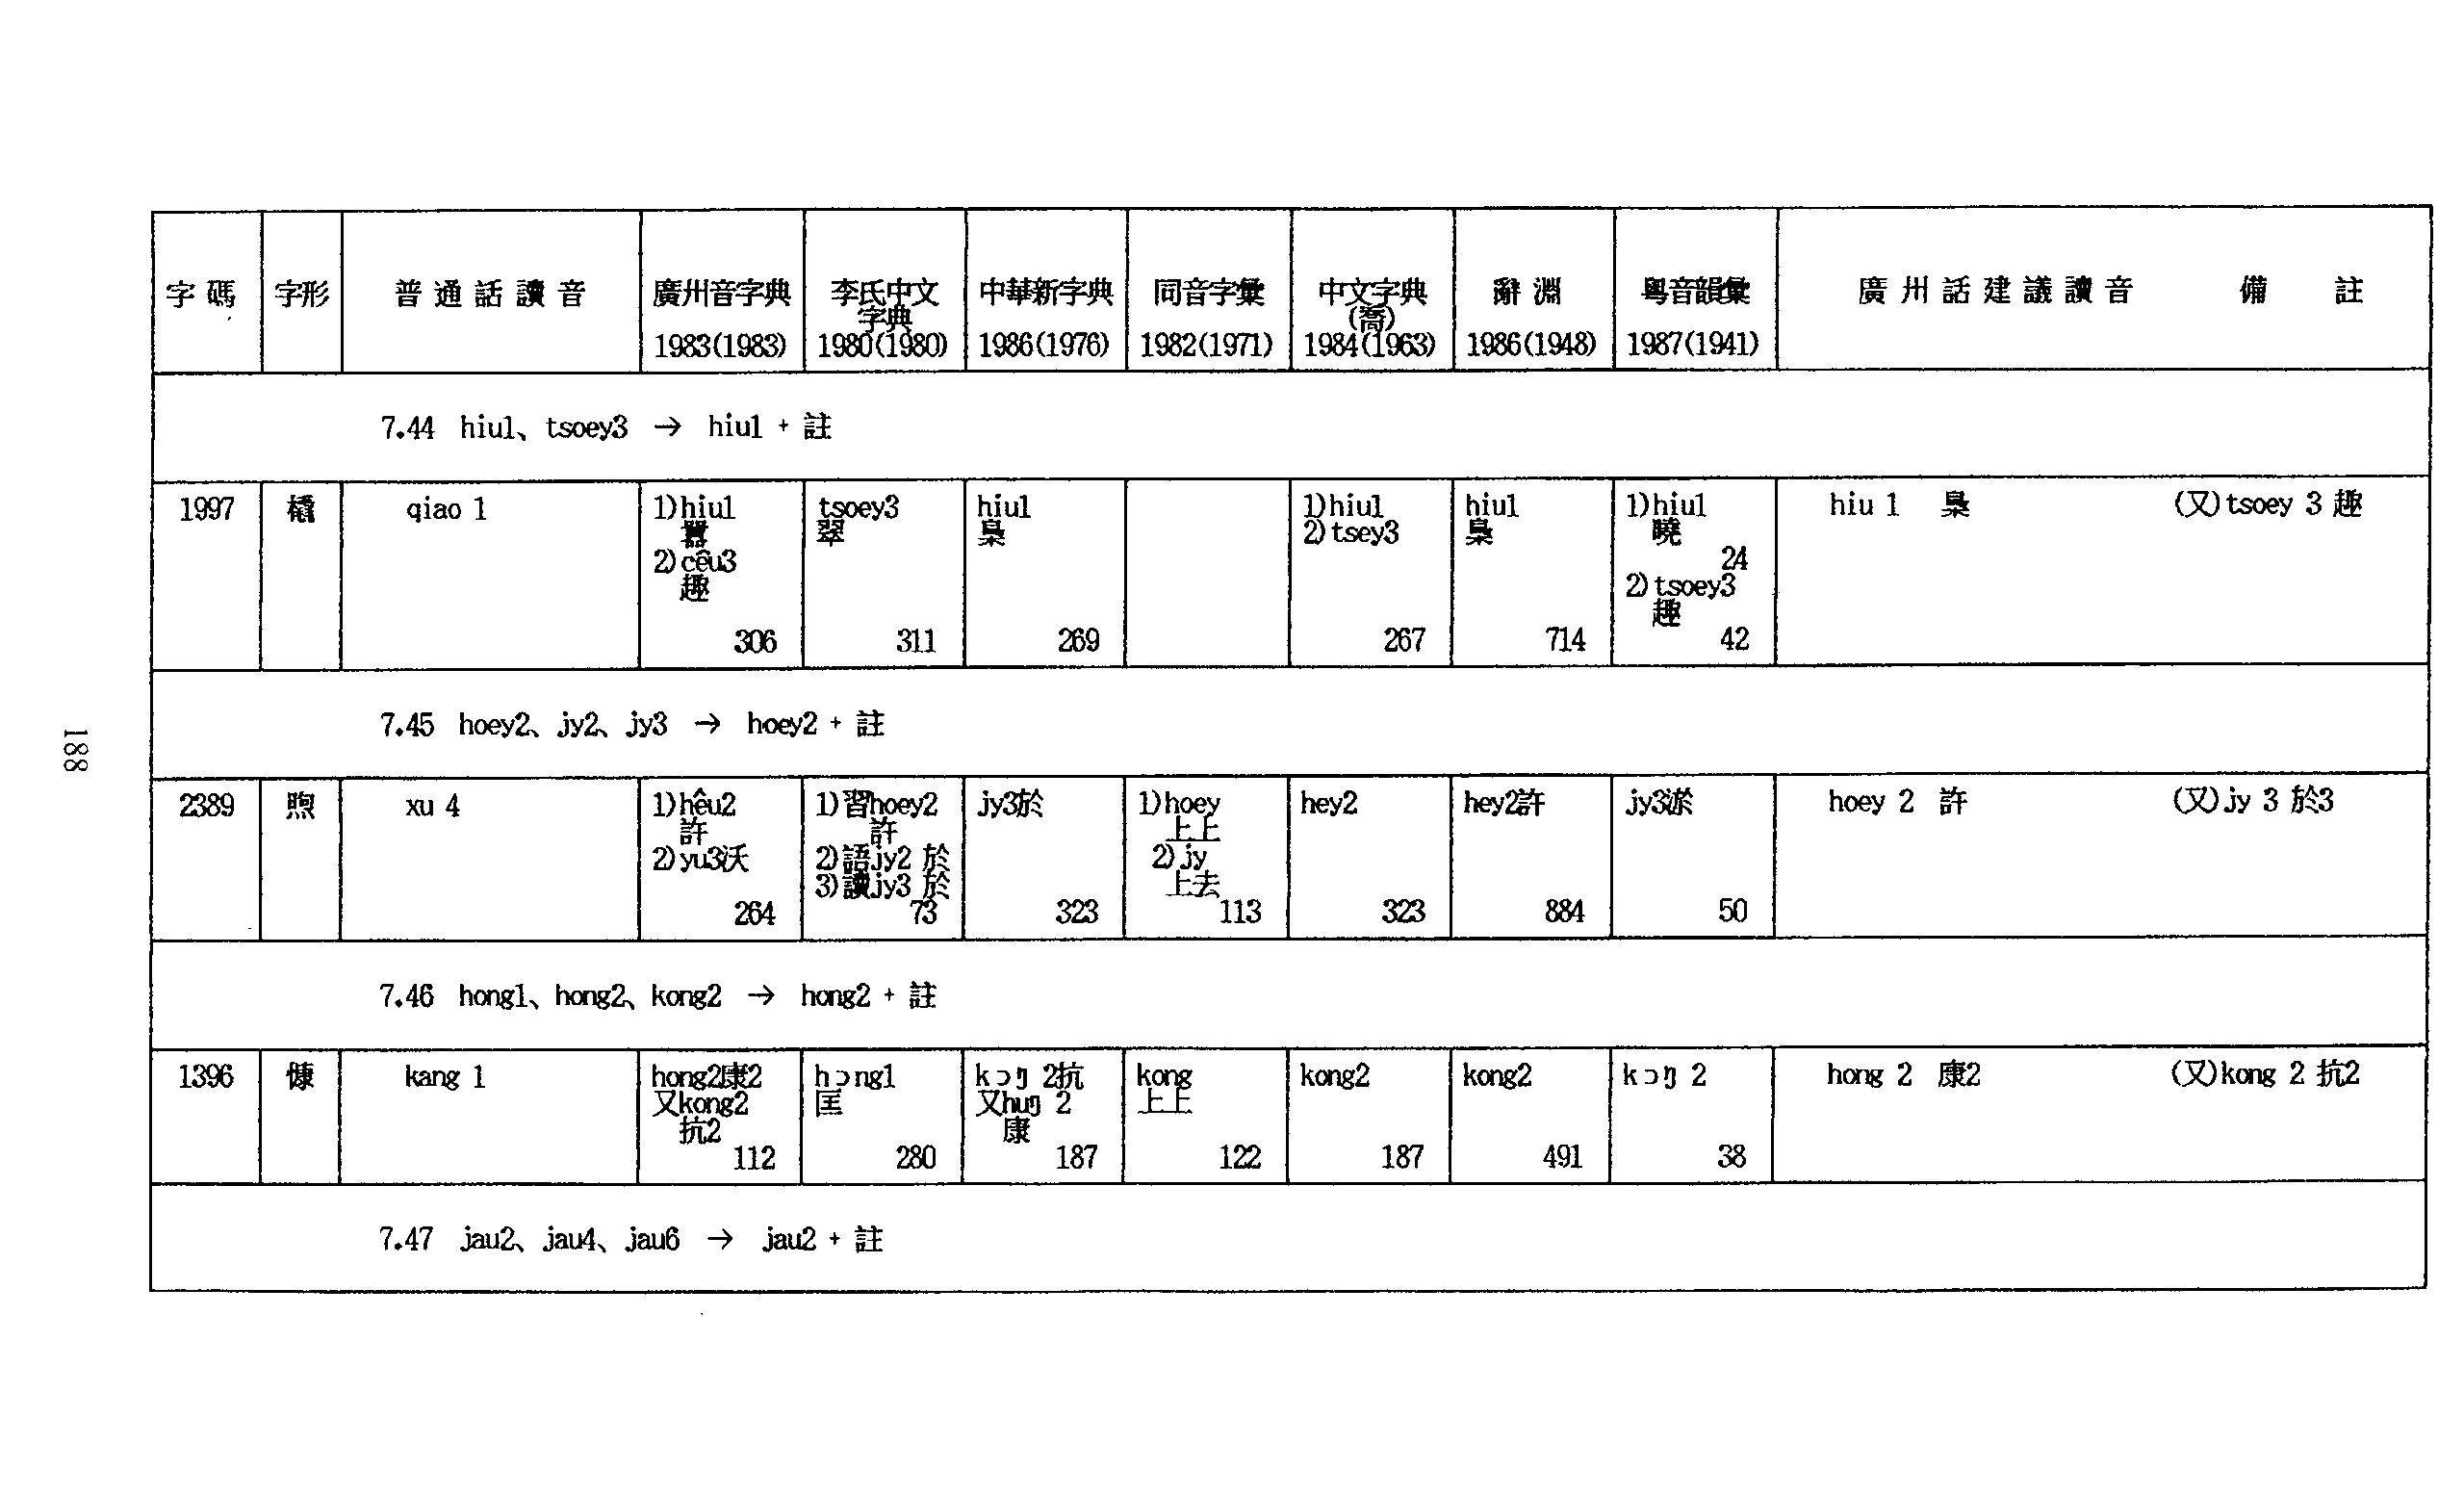 字碼 字形 普通話讀音 廣州音字典 李氏中文 中華新字典 同音字彙 中文字典 辭淵 粵音韻彙 廣州話建議讀音 備註
字典 (喬)
1983(1983) 1980(1980) 1986(1976) 1982(1971) 1984(1963) 1986(1948) 1987(1941)
7.44 hiu1、tsoey3 → hiu1 + 註
1997 橇 qiao 1 1)hiu1 tsoey3 hiu1 1)hiu1 hiu1 1)hiu1 hiu 1 梟 (又)tsoey 3 趣
囂 翠 梟 2)tsey3 梟 曉
2)cêu3 24
趣 2)tsoey3
趣
306 311 269 267 714 42
7.45 hoey2、jy2、jy3 → hoey2 + 註
2389 煦 xu 4 1)hêu2 1)習hoey2 jy3於 1)hoey hey2 hey2許 jy3淤 hoey 2 許 (又)jy 3 於3
許 許 上上
2)yu3沃 2)語jy2 於 2)jy
3)讀jy3 於 上去
264 73 323 113 323 884 50
7.46 hong1、hong2、kong2 → hong2 + 註
1396 慷 kang 1 hong2康2 hɔng1 kɔŋ 2抗 kong kong2 kong2 kɔŋ 2 hong 2 康2 (又)kong 2 抗2
又kong2 匡 又huŋ 2 上上
抗2 康
112 280 187 122 187 491 38
7.47 jau2、jau4、jau6 → jau2 + 註
188